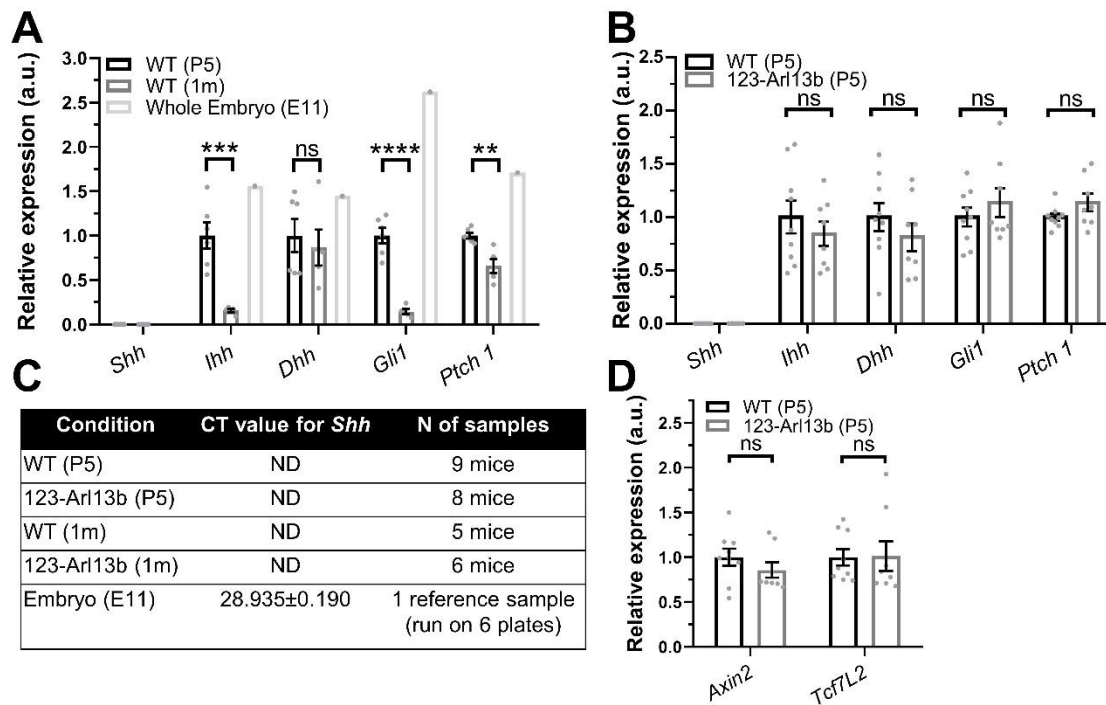 A
Relative expression (a.u.)
3.0
2.5
2.0
1.5
1.0
0.5
0.0
WT (P5)
WT (1m)
Whole Embryo (E11)
***
ns
****
**
Shh
Ihh
Dhh
Gli1
Ptch 1
B
Relative expression (a.u.)
2.5
2.0
1.5
1.0
0.5
0.0
WT (P5)
123-Arl13b (P5)
ns
ns
ns
ns
Shh
Ihh
Dhh
Gli1
Ptch 1
C
Condition CT value for Shh N of samples
WT (P5) ND 9 mice
123-Arl13b (P5) ND 8 mice
WT (1m) ND 5 mice
123-Arl13b (1m) ND 6 mice
Embryo (E11) 28.935±0.190 1 reference sample
(run on 6 plates)
D
Relative expression (a.u.)
2.5
2.0
1.5
1.0
0.5
0.0
WT (P5)
123-Arl13b (P5)
ns
ns
Axin2
Tcf7L2